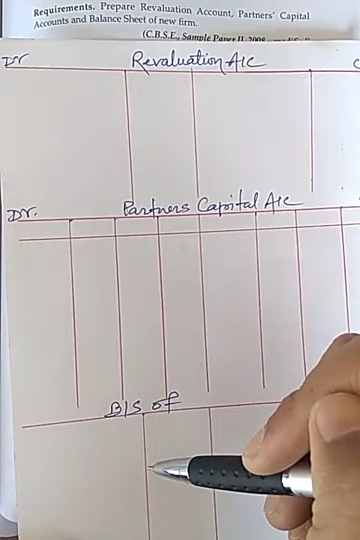 Requirements. Prepare Revaluation Account, Partners' Capital
Accounts and Balance Sheet of new firm.
(C.B.S.E., Sample Paper II, 2008
Dr Revaluation A/C C
Dr. Partners Capital A/C
B/S of